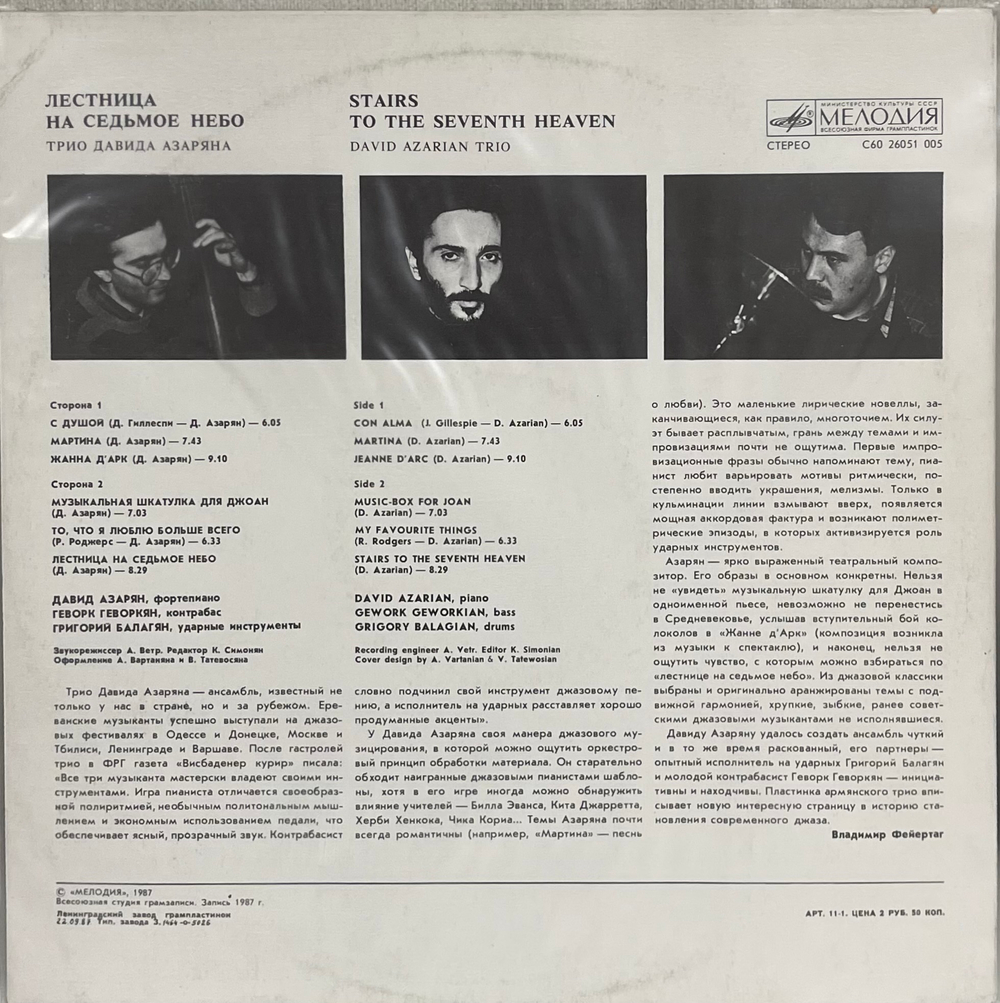 ЛЕСТНИЦА
НА СЕДЬМОЕ НЕБО
ТРИО ДАВИДА АЗАРЯНА
STAIRS
TO THE SEVENTH HEAVEN
DAVID AZARIAN TRIO
МИНИСТЕРСТВО КУЛЬТУРЫ СССР
МЕЛОДИЯ
ВСЕСОЮЗНАЯ ФИРМА ГРАМПЛАСТИНОК
СТЕРЕО С60 26051 005
Сторона 1
С ДУШОЙ (Д. Гиллеспи — Д. Азарян) — 6.05
МАРТИНА (Д. Азарян) — 7.43
ЖАННА Д'АРК (Д. Азарян) — 9.10
Сторона 2
МУЗЫКАЛЬНАЯ ШКАТУЛКА ДЛЯ ДЖОАН
(Д. Азарян) — 7.03
ТО, ЧТО Я ЛЮБЛЮ БОЛЬШЕ ВСЕГО
(Р. Роджерс — Д. Азарян) — 6.33
ЛЕСТНИЦА НА СЕДЬМОЕ НЕБО
(Д. Азарян) — 8.29
ДАВИД АЗАРЯН, фортепиано
ГЕВОРК ГЕВОРКЯН, контрабас
ГРИГОРИЙ БАЛАГЯН, ударные инструменты
Звукорежиссер А. Ветр. Редактор К. Симонян
Оформление А. Вартаняна и В. Татевосяна
Side 1
CON ALMA (J. Gillespie — D. Azarian) — 6.05
MARTINA (D. Azarian) — 7.43
JEANNE D'ARC (D. Azarian) — 9.10
Side 2
MUSIC-BOX FOR JOAN
(D. Azarian) — 7.03
MY FAVOURITE THINGS
(R. Rodgers — D. Azarian) — 6.33
STAIRS TO THE SEVENTH HEAVEN
(D. Azarian) — 8.29
DAVID AZARIAN, piano
GEWORK GEWORKIAN, bass
GRIGORY BALAGIAN, drums
Recording engineer A. Vetr. Editor K. Simonian
Cover design by A. Vartanian & V. Tatewosian
Трио Давида Азаряна — ансамбль, известный не
только у нас в стране, но и за рубежом. Ере-
ванские музыканты успешно выступали на джазо-
вых фестивалях в Одессе и Донецке, Москве и
Тбилиси, Ленинграде и Варшаве. После гастролей
трио в ФРГ газета «Висбаденер курир» писала:
«Все три музыканта мастерски владеют своими ин-
струментами. Игра пианиста отличается своеобраз-
ной полиритмией, необычным политональным мыш-
лением и экономным использованием педали, что
обеспечивает ясный, прозрачный звук. Контрабасист
словно подчинил свой инструмент джазовому пе-
нию, а исполнитель на ударных расставляет хорошо
продуманные акценты».
У Давида Азаряна своя манера джазового му-
зицирования, в которой можно ощутить оркестро-
вый принцип обработки материала. Он старательно
обходит наигранные джазовыми пианистами шабло-
ны, хотя в его игре иногда можно обнаружить
влияние учителей — Билла Эванса, Кита Джарретта,
Херби Хенкока, Чика Кориа... Темы Азаряна почти
всегда романтичны (например, «Мартина» — песнь
о любви). Это маленькие лирические новеллы, за-
канчивающиеся, как правило, многоточием. Их силу-
эт бывает расплывчатым, грань между темами и им-
провизациями почти не ощутима. Первые импро-
визационные фразы обычно напоминают тему, пиа-
нист любит варьировать мотивы ритмически, по-
степенно вводить украшения, мелизмы. Только в
кульминации линии взмывают вверх, появляется
мощная аккордовая фактура и возникают полимет-
рические эпизоды, в которых активизируется роль
ударных инструментов.
Азарян — ярко выраженный театральный компо-
зитор. Его образы в основном конкретны. Нельзя
не «увидеть» музыкальную шкатулку для Джоан в
одноименной пьесе, невозможно не перенестись
в Средневековье, услышав вступительный бой ко-
локолов в «Жанне д'Арк» (композиция возникла
из музыки к спектаклю), и наконец, нельзя не
ощутить чувство, с которым можно взбираться по
«лестнице на седьмое небо». Из джазовой классики
выбраны и оригинально аранжированы темы с под-
вижной гармонией, хрупкие, зыбкие, ранее совет-
скими джазовыми музыкантами не исполнявшиеся.
Давиду Азаряну удалось создать ансамбль чуткий
и в то же время раскованный, его партнеры —
опытный исполнитель на ударных Григорий Балагян
и молодой контрабасист Геворк Геворкян — инициа-
тивны и находчивы. Пластинка армянского трио впи-
сывает новую интересную страницу в историю ста-
новления современного джаза.
Владимир Фейертаг
© «МЕЛОДИЯ», 1987
Всесоюзная студия грамзаписи. Запись 1987 г.
Ленинградский завод грампластинок
22.09.87 Тип. завода З.1464-0-5026
АРТ. 11-1. ЦЕНА 2 РУБ. 50 КОП.